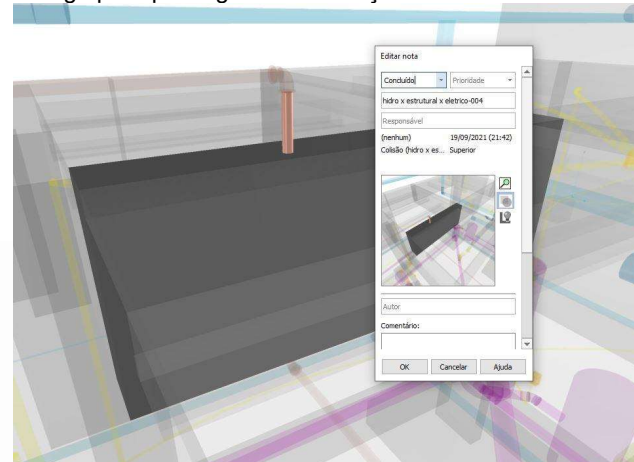 Editar nota
Concluído Prioridade
hidro x estrutural x eletrico-004
Responsável
(nenhum) 19/09/2021 (21:42)
Colisão (hidro x es... Superior
Autor
Comentário:
OK Cancelar Ajuda